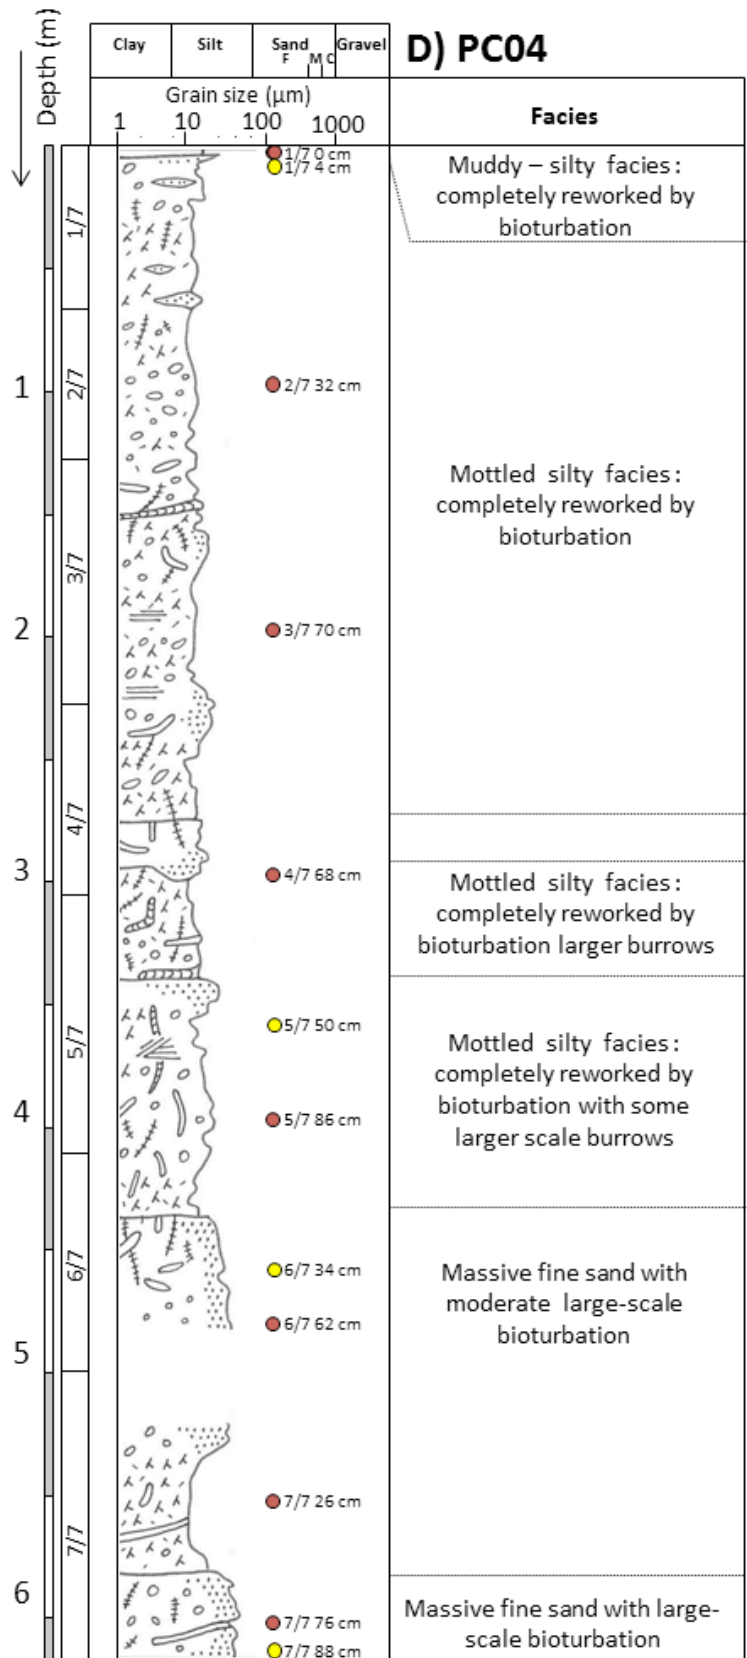 Depth (m)
Clay
Silt
Sand
F
M
C
Gravel
D) PC04
Grain size (µm)
1
10
100
1000
Facies
1/7
1/7 0 cm
1/7 4 cm
Muddy – silty facies:
completely reworked by
bioturbation
1
2/7
2/7 32 cm
Mottled silty facies:
completely reworked by
bioturbation
3/7
2
3/7 70 cm
4/7
3
4/7 68 cm
Mottled silty facies:
completely reworked by
bioturbation larger burrows
5/7
5/7 50 cm
Mottled silty facies:
completely reworked by
bioturbation with some
larger scale burrows
4
5/7 86 cm
6/7
6/7 34 cm
Massive fine sand with
moderate large-scale
bioturbation
6/7 62 cm
5
7/7 26 cm
7/7
6
7/7 76 cm
7/7 88 cm
Massive fine sand with large-
scale bioturbation